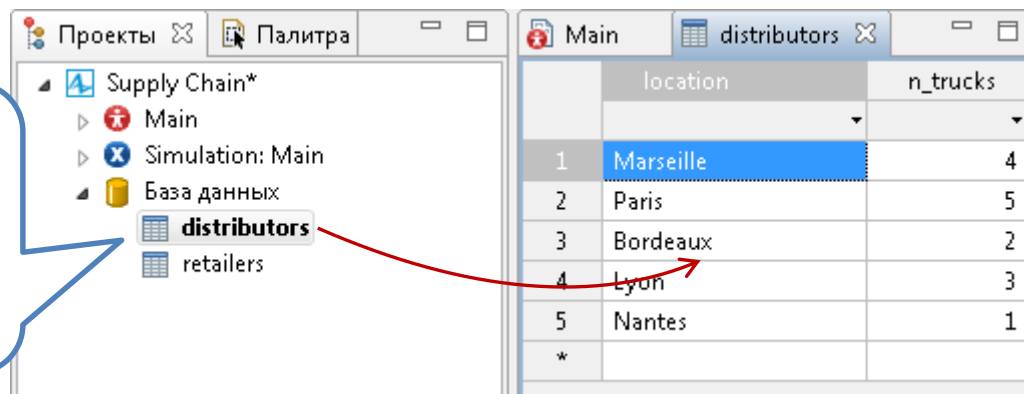 Проекты
Палитра
Supply Chain*
Main
Simulation: Main
База данных
distributors
retailers
Main
distributors
location n_trucks
1 Marseille 4
2 Paris 5
3 Bordeaux 2
4 Lyon 3
5 Nantes 1
*